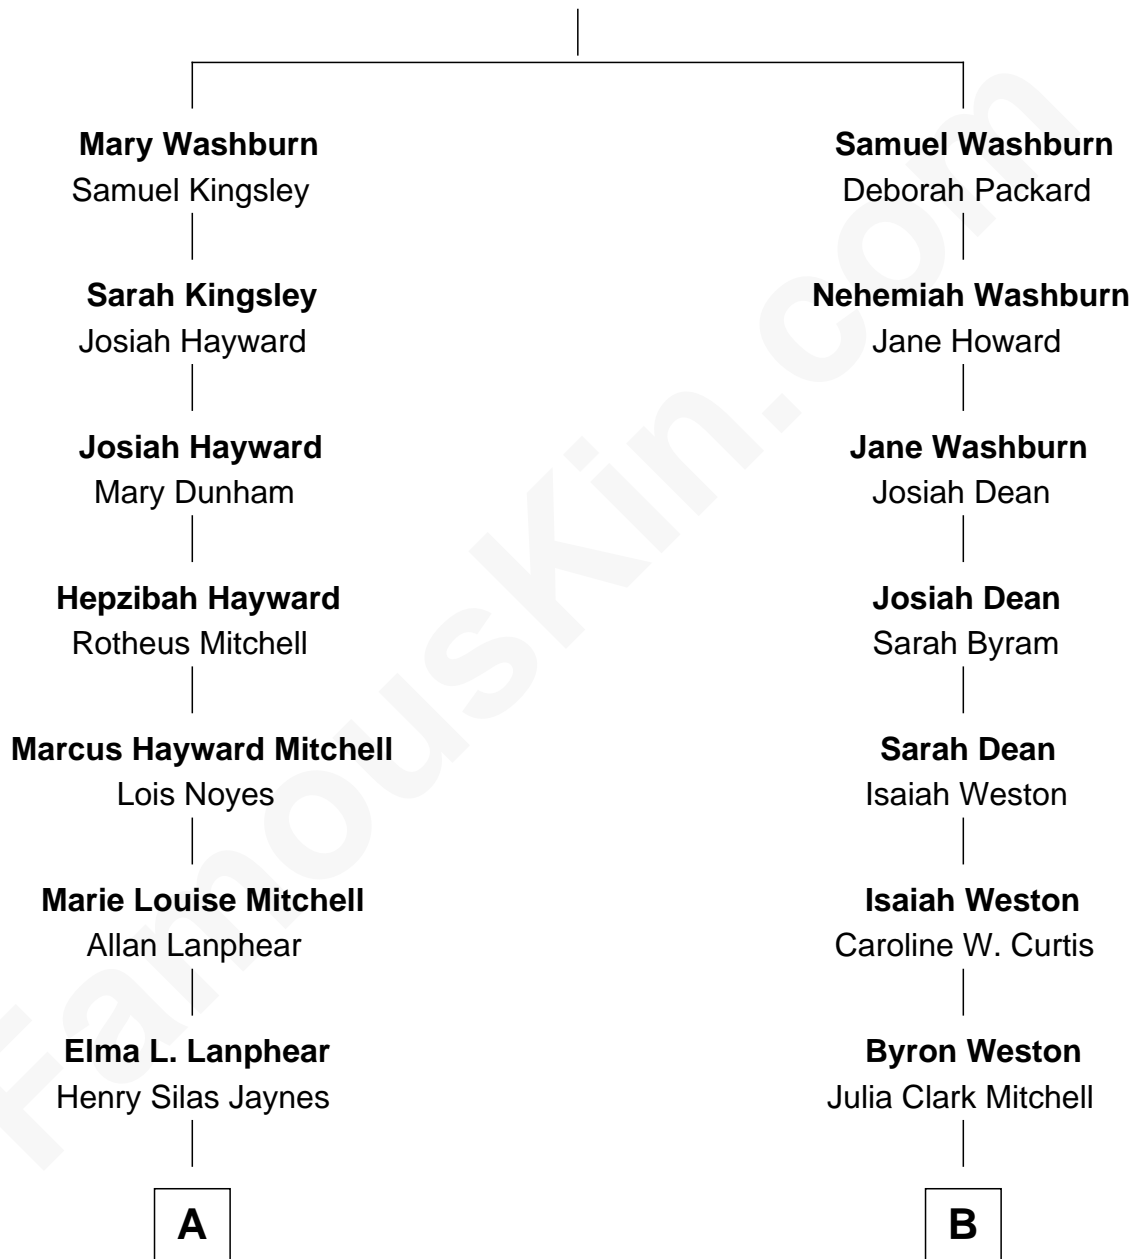 Mary Washburn
Samuel Kingsley
Sarah Kingsley
Josiah Hayward
Josiah Hayward
Mary Dunham
Hepzibah Hayward
Rotheus Mitchell
Marcus Hayward Mitchell
Lois Noyes
Marie Louise Mitchell
Allan Lanphear
Elma L. Lanphear
Henry Silas Jaynes
A
Samuel Washburn
Deborah Packard
Nehemiah Washburn
Jane Howard
Jane Washburn
Josiah Dean
Josiah Dean
Sarah Byram
Sarah Dean
Isaiah Weston
Isaiah Weston
Caroline W. Curtis
Byron Weston
Julia Clark Mitchell
B
FamousKin.com